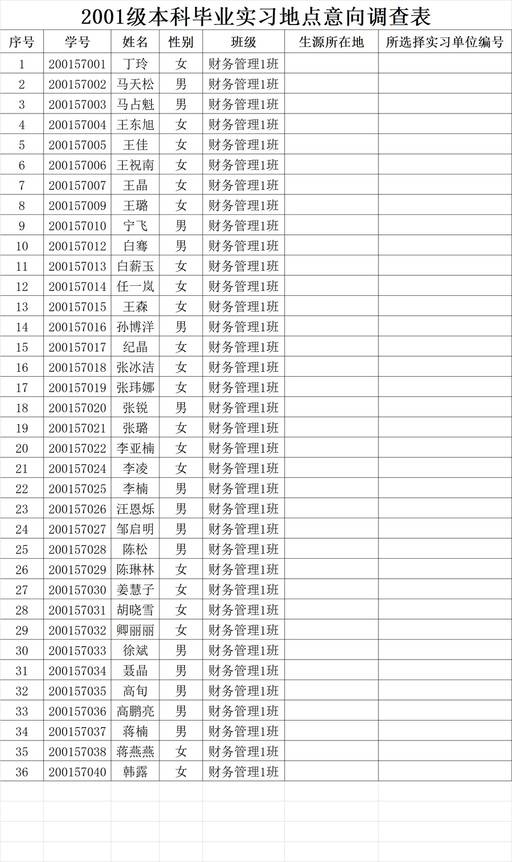 2001级本科毕业实习地点意向调查表
序号 学号 姓名 性别 班级 生源所在地 所选择实习单位编号
1 200157001 丁玲 女 财务管理1班
2 200157002 马天松 男 财务管理1班
3 200157003 马占魁 男 财务管理1班
4 200157004 王东旭 女 财务管理1班
5 200157005 王佳 女 财务管理1班
6 200157006 王祝南 女 财务管理1班
7 200157007 王晶 女 财务管理1班
8 200157009 王璐 女 财务管理1班
9 200157010 宁飞 男 财务管理1班
10 200157012 白骞 男 财务管理1班
11 200157013 白薪玉 女 财务管理1班
12 200157014 任一岚 女 财务管理1班
13 200157015 王森 女 财务管理1班
14 200157016 孙博洋 男 财务管理1班
15 200157017 纪晶 女 财务管理1班
16 200157018 张冰洁 女 财务管理1班
17 200157019 张玮娜 女 财务管理1班
18 200157020 张锐 男 财务管理1班
19 200157021 张璐 女 财务管理1班
20 200157022 李亚楠 女 财务管理1班
21 200157024 李凌 女 财务管理1班
22 200157025 李楠 男 财务管理1班
23 200157026 汪恩烁 男 财务管理1班
24 200157027 邹启明 男 财务管理1班
25 200157028 陈松 男 财务管理1班
26 200157029 陈琳林 女 财务管理1班
27 200157030 姜慧子 女 财务管理1班
28 200157031 胡晓雪 女 财务管理1班
29 200157032 卿丽丽 女 财务管理1班
30 200157033 徐斌 男 财务管理1班
31 200157034 聂晶 男 财务管理1班
32 200157035 高旬 男 财务管理1班
33 200157036 高鹏亮 男 财务管理1班
34 200157037 蒋楠 男 财务管理1班
35 200157038 蒋燕燕 女 财务管理1班
36 200157040 韩露 女 财务管理1班